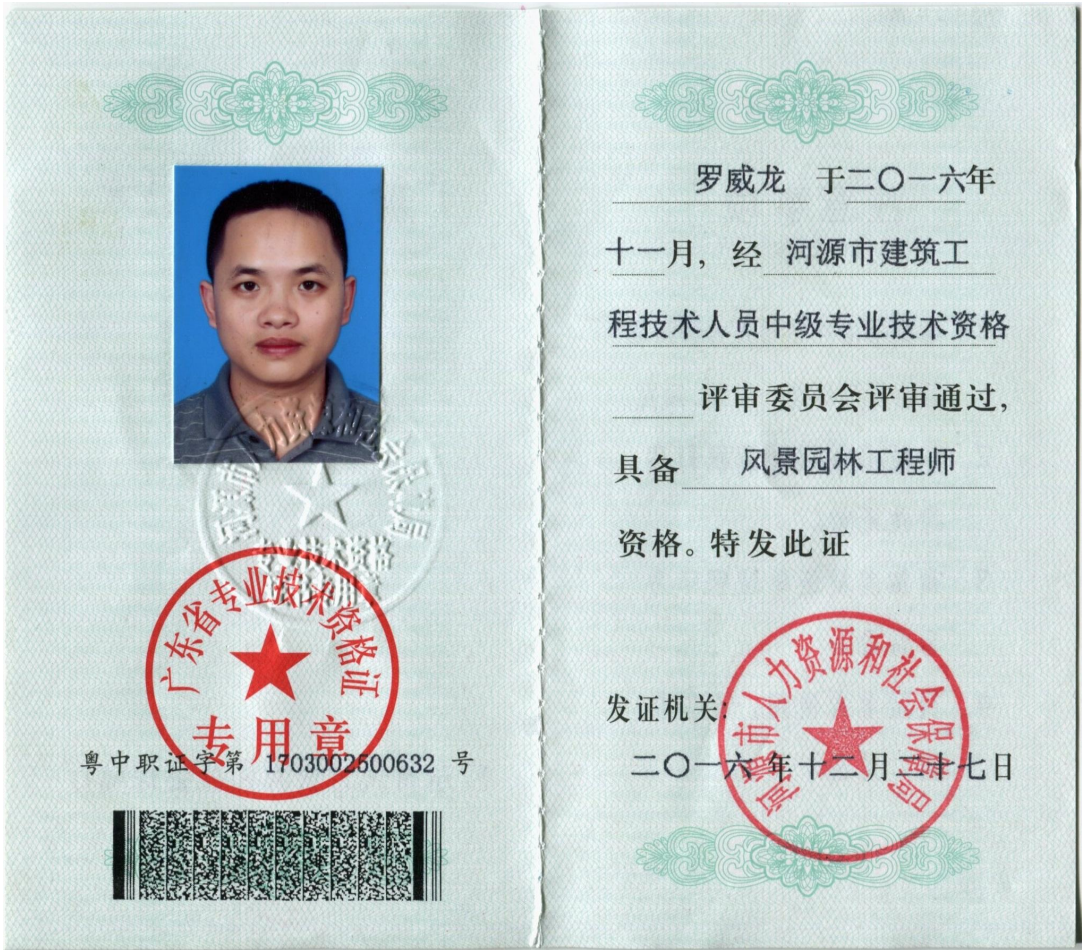 广东省专业技术资格证
专用章
粤中职证字第 1703002500632 号
罗威龙 于二〇一六年
十一月，经 河源市建筑工
程技术人员中级专业技术资格
评审委员会评审通过，
具备 风景园林工程师
资格。特发此证
河源市人力资源和社会保障局
发证机关:
二〇一六年十二月二十七日